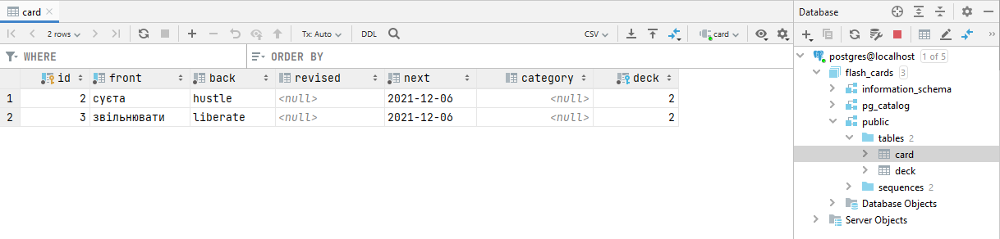 card
2 rows
Tx: Auto
DDL
CSV
card
WHERE
ORDER BY
id front back revised next category deck
1 2 суєта hustle <null> 2021-12-06 <null> 2
2 3 звільнювати liberate <null> 2021-12-06 <null> 2
Database
postgres@localhost 1 of 5
flash_cards 3
information_schema
pg_catalog
public
tables 2
card
deck
sequences 2
Database Objects
Server Objects